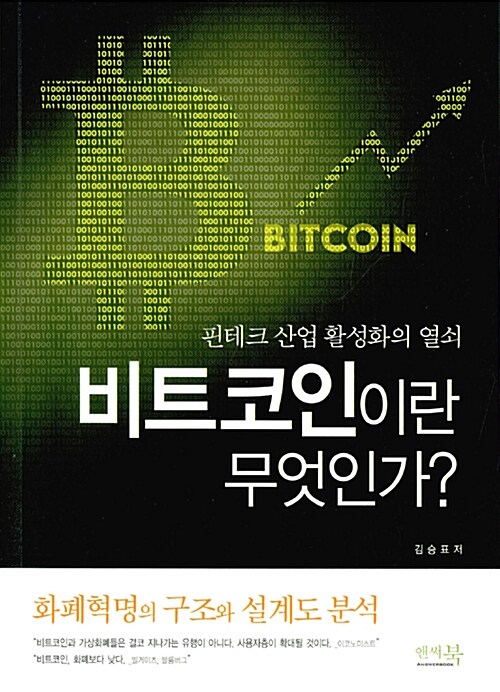 BITCOIN
핀테크 산업 활성화의 열쇠
비트코인이란
무엇인가?
김승표 저
화폐혁명의 구조와 설계도 분석
"비트코인과 가상화폐들은 결코 지나가는 유행이 아니다. 사용자층이 확대될 것이다. _이코노미스트"
"비트코인, 화폐보다 낫다. _빌게이츠, 블룸버그"
앤써북
ANSWERBOOK